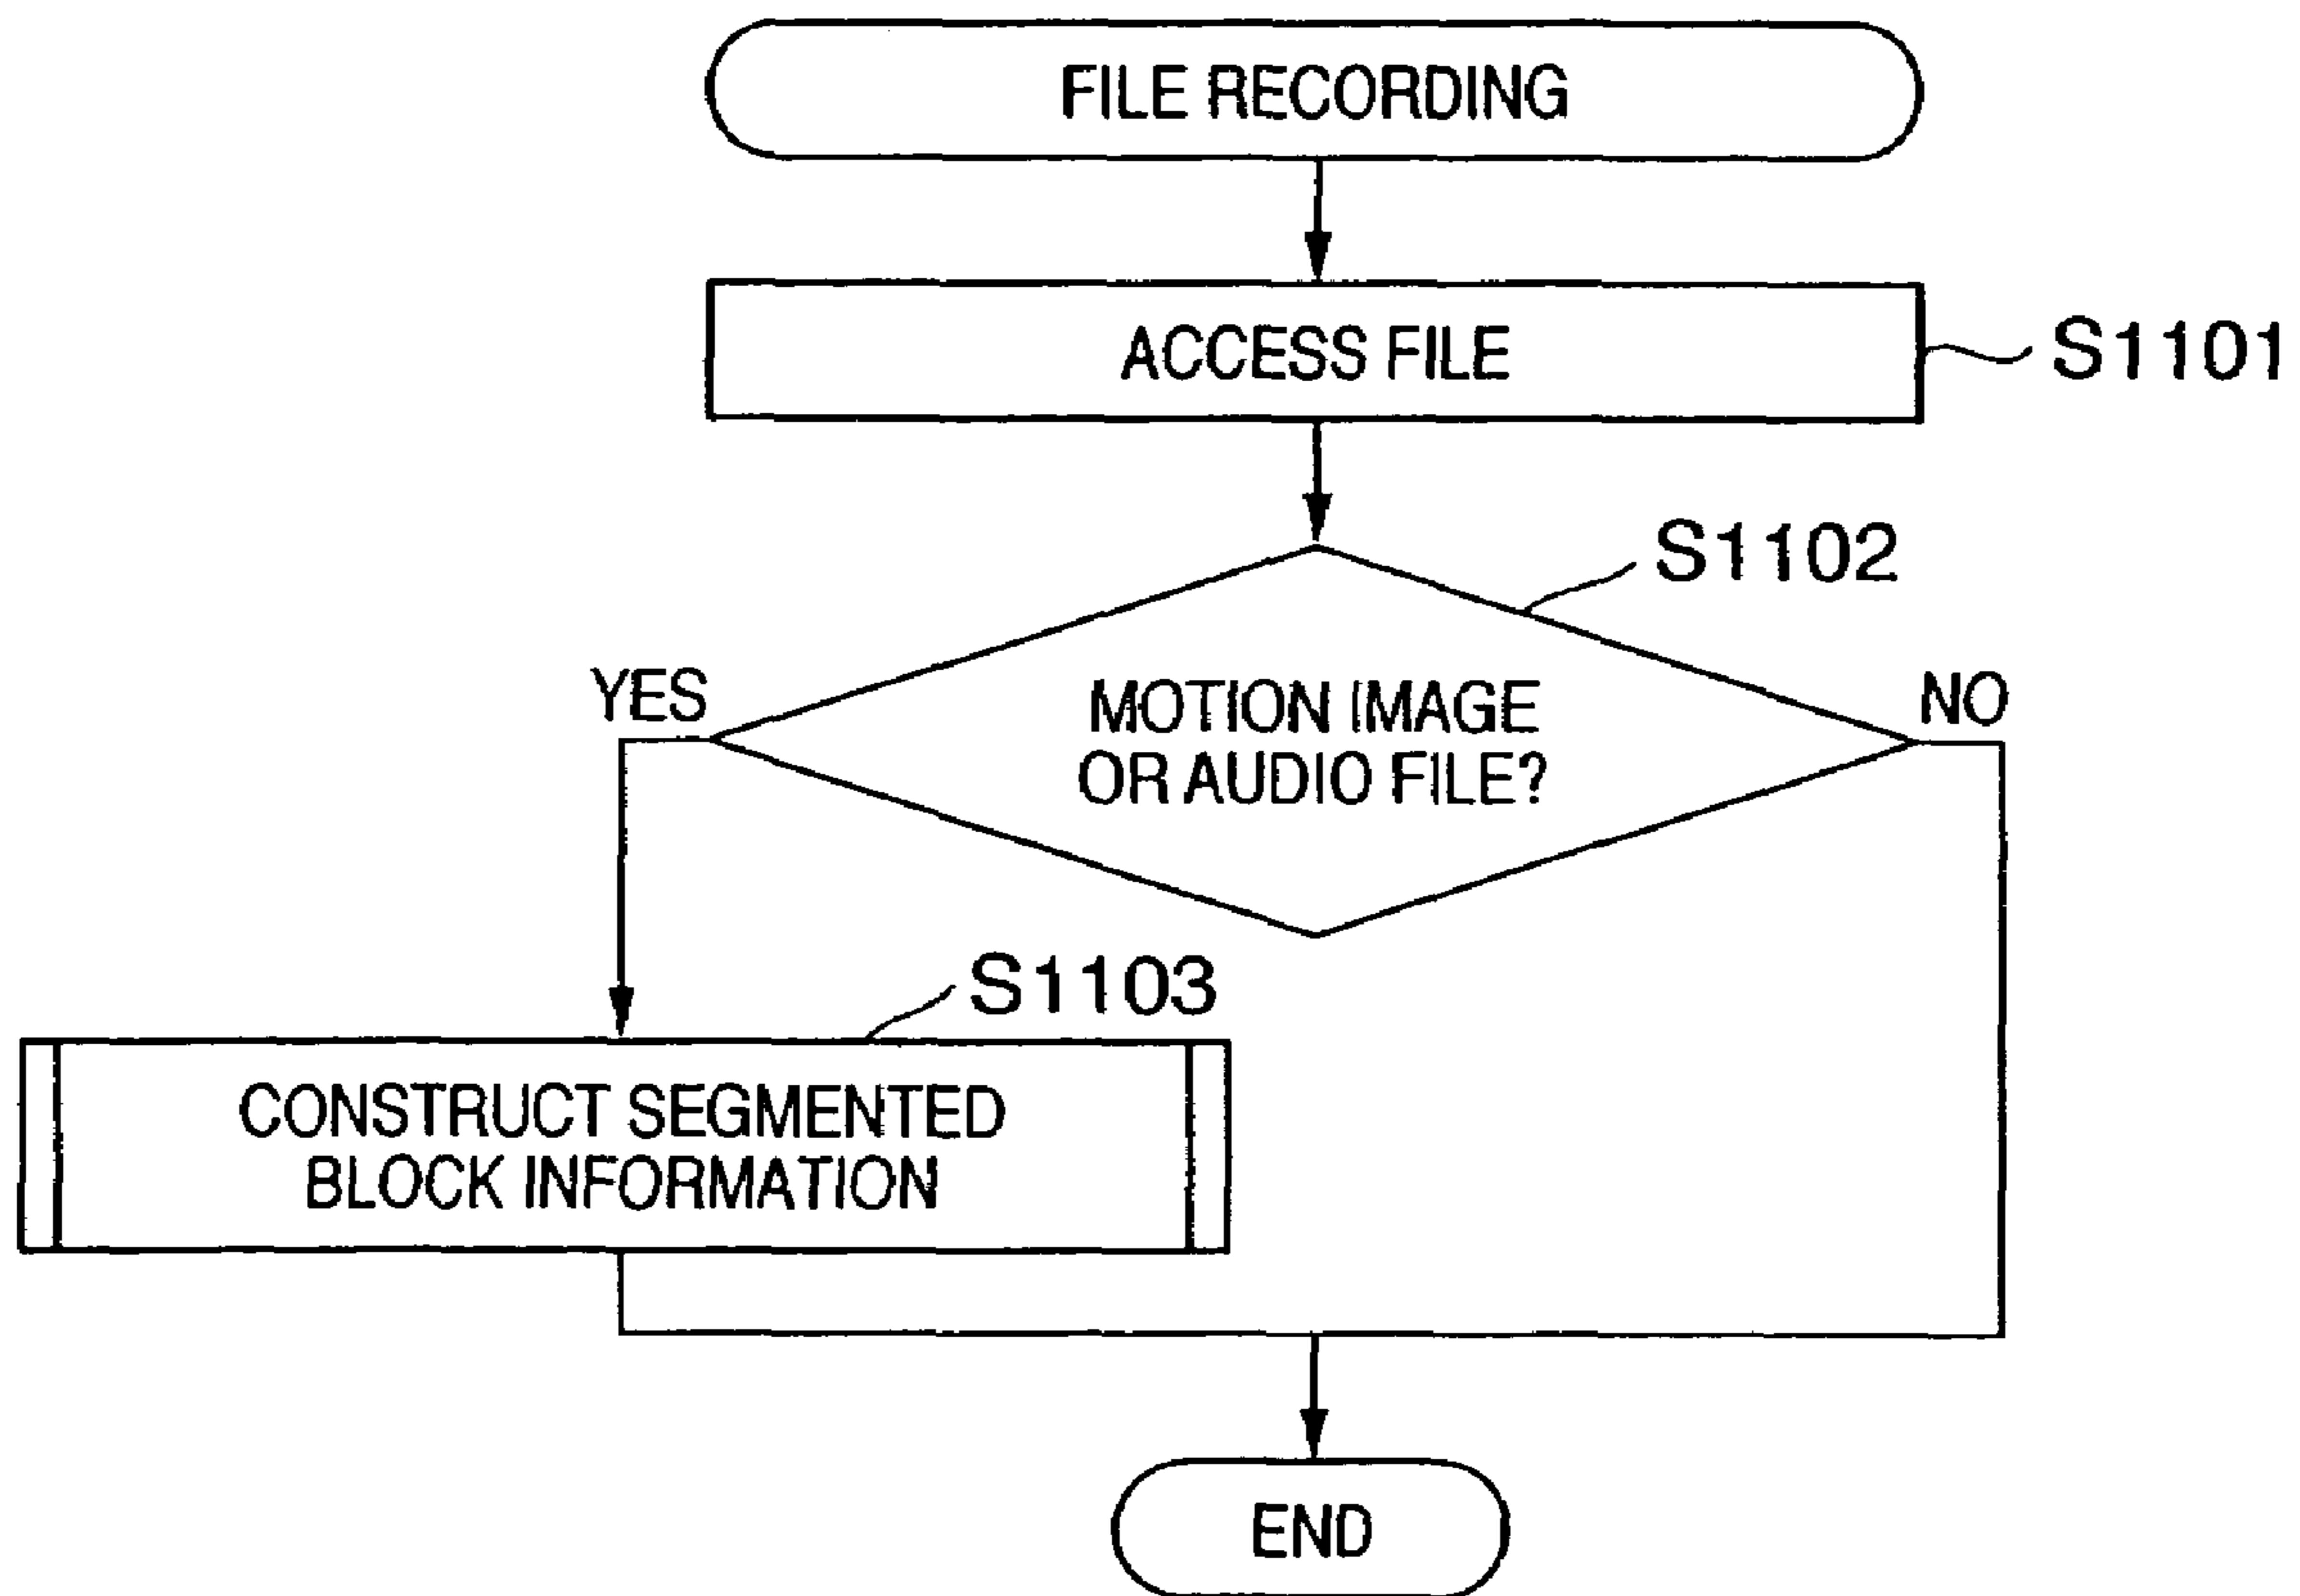 FILE RECORDING
ACCESS FILE
S1101
S1102
YES
MOTION IMAGE
OR AUDIO FILE?
NO
S1103
CONSTRUCT SEGMENTED
BLOCK INFORMATION
END